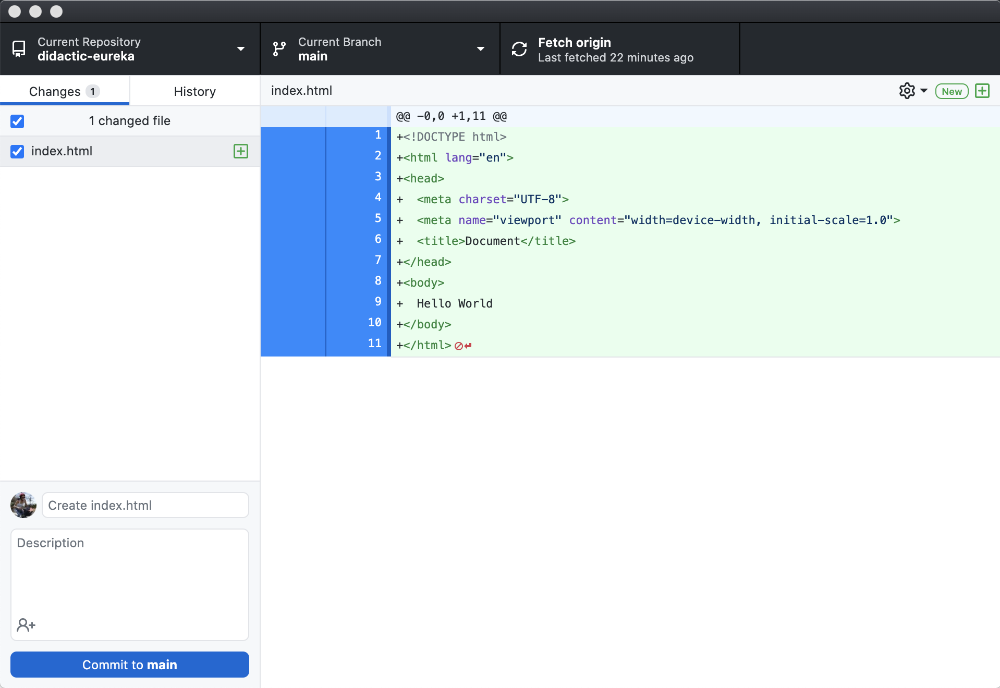 Current Repository
didactic-eureka
Current Branch
main
Fetch origin
Last fetched 22 minutes ago
Changes 1
History
1 changed file
index.html
index.html
New
@@ -0,0 +1,11 @@
1 +<!DOCTYPE html>
2 +<html lang="en">
3 +<head>
4 +  <meta charset="UTF-8">
5 +  <meta name="viewport" content="width=device-width, initial-scale=1.0">
6 +  <title>Document</title>
7 +</head>
8 +<body>
9 +  Hello World
10 +</body>
11 +</html>
Create index.html
Description
Commit to main